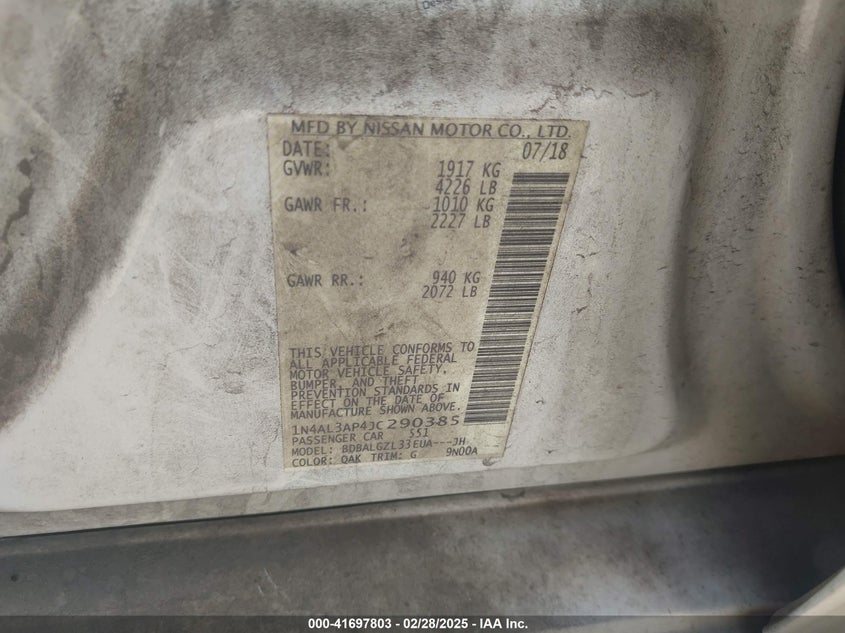 MFD BY NISSAN MOTOR CO., LTD.
DATE: 07/18
GVWR: 1917 KG
4226 LB
GAWR FR.: 1010 KG
2227 LB
GAWR RR.: 940 KG
2072 LB
THIS VEHICLE CONFORMS TO
ALL APPLICABLE FEDERAL
MOTOR VEHICLE SAFETY,
BUMPER, AND THEFT
PREVENTION STANDARDS IN
EFFECT ON THE DATE OF
MANUFACTURE SHOWN ABOVE.
1N4AL3AP4JC290385
PASSENGER CAR 551
MODEL: BDBALGZL33EUA---JH
COLOR: QAK TRIM: G 9N00A
000-41697803 - 02/28/2025 - IAA Inc.